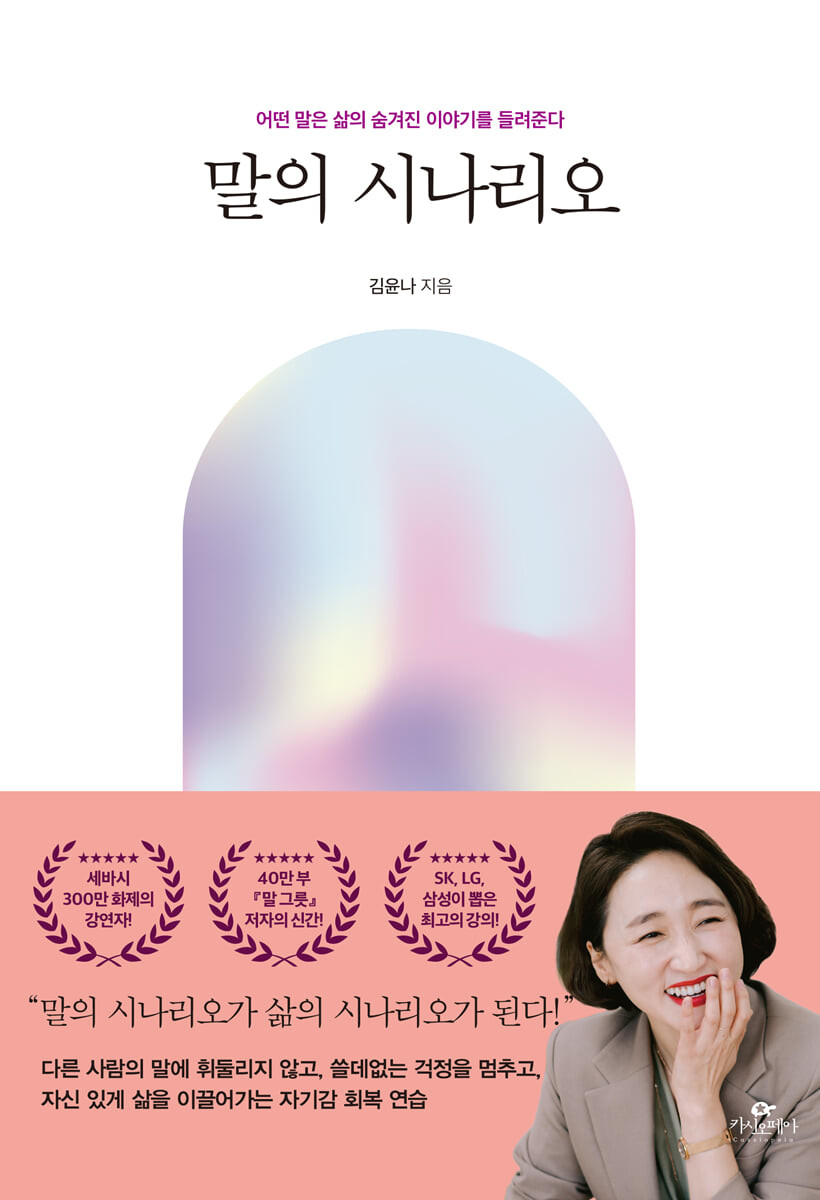 어떤 말은 삶의 숨겨진 이야기를 들려준다
말의 시나리오
김윤나 지음
★★★★★
세바시
300만 화제의
강연자!
★★★★★
40만 부
『말 그릇』
저자의 신간!
★★★★★
SK, LG,
삼성이 뽑은
최고의 강의!
“말의 시나리오가 삶의 시나리오가 된다!”
다른 사람의 말에 휘둘리지 않고, 쓸데없는 걱정을 멈추고,
자신 있게 삶을 이끌어가는 자기감 회복 연습
카시오페아
Cassiopeia